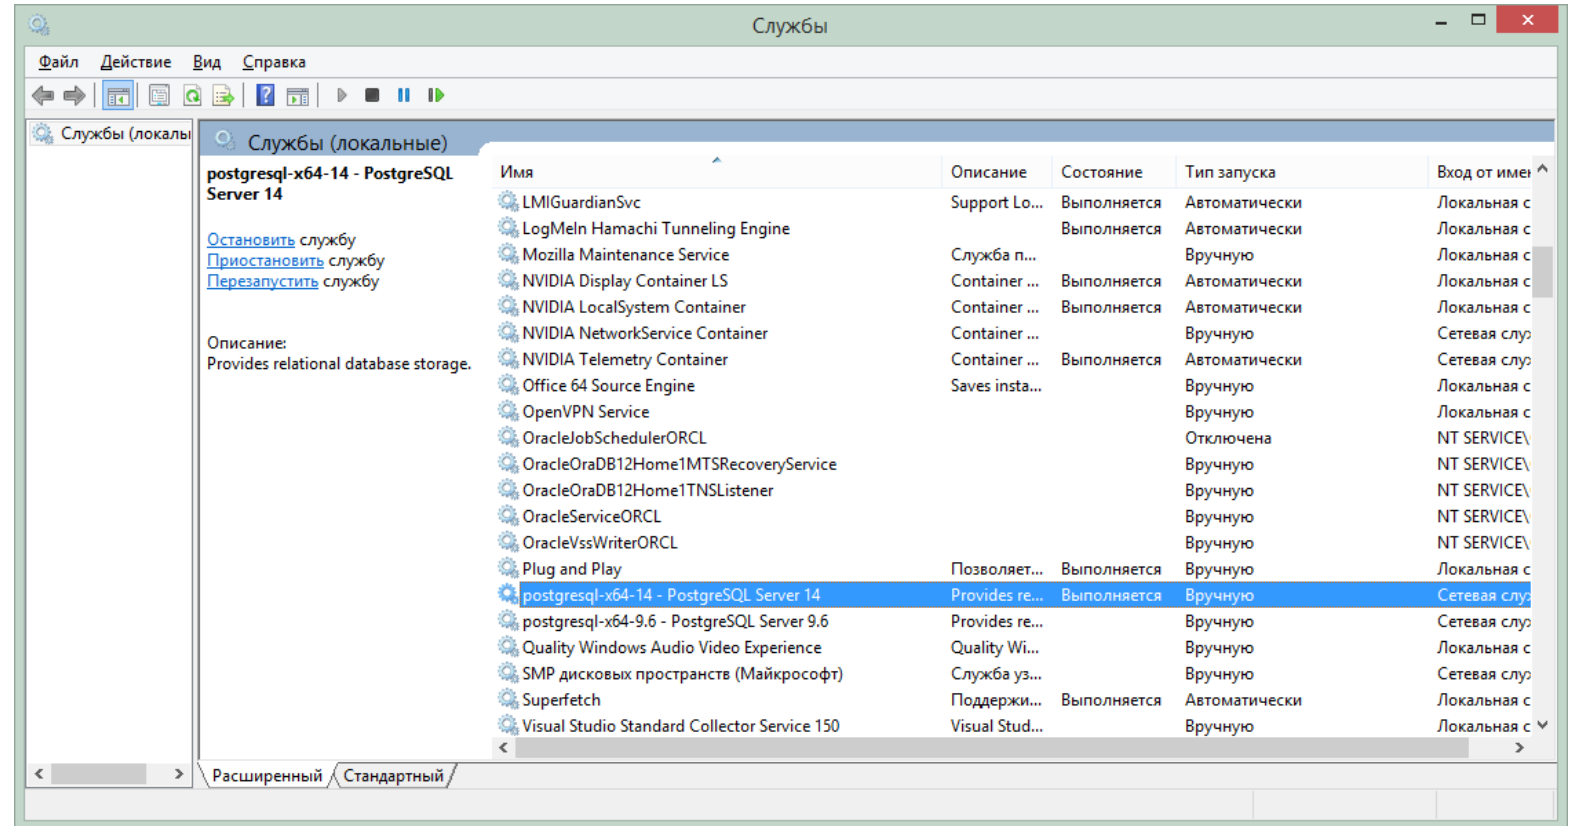 Службы
Файл Действие Вид Справка
Службы (локалы
Службы (локальные)
postgresql-x64-14 - PostgreSQL
Server 14
Остановить службу
Приостановить службу
Перезапустить службу
Описание:
Provides relational database storage.
Имя Описание Состояние Тип запуска Вход от имен
LMIGuardianSvc Support Lo... Выполняется Автоматически Локальная с
LogMeIn Hamachi Tunneling Engine Выполняется Автоматически Локальная с
Mozilla Maintenance Service Служба п... Вручную Локальная с
NVIDIA Display Container LS Container ... Выполняется Автоматически Локальная с
NVIDIA LocalSystem Container Container ... Выполняется Автоматически Локальная с
NVIDIA NetworkService Container Container ... Вручную Сетевая служ
NVIDIA Telemetry Container Container ... Выполняется Автоматически Сетевая служ
Office 64 Source Engine Saves insta... Вручную Локальная с
OpenVPN Service Вручную Локальная с
OracleJobSchedulerORCL Отключена NT SERVICE\
OracleOraDB12Home1MTSRecoveryService Вручную NT SERVICE\
OracleOraDB12Home1TNSListener Вручную NT SERVICE\
OracleServiceORCL Вручную NT SERVICE\
OracleVssWriterORCL Вручную NT SERVICE\
Plug and Play Позволяет... Выполняется Вручную Локальная с
postgresql-x64-14 - PostgreSQL Server 14 Provides re... Выполняется Вручную Сетевая служ
postgresql-x64-9.6 - PostgreSQL Server 9.6 Provides re... Вручную Сетевая служ
Quality Windows Audio Video Experience Quality Wi... Вручную Локальная с
SMP дисковых пространств (Майкрософт) Служба уз... Вручную Сетевая служ
Superfetch Поддержи... Выполняется Автоматически Локальная с
Visual Studio Standard Collector Service 150 Visual Stud... Вручную Локальная с
Расширенный Стандартный